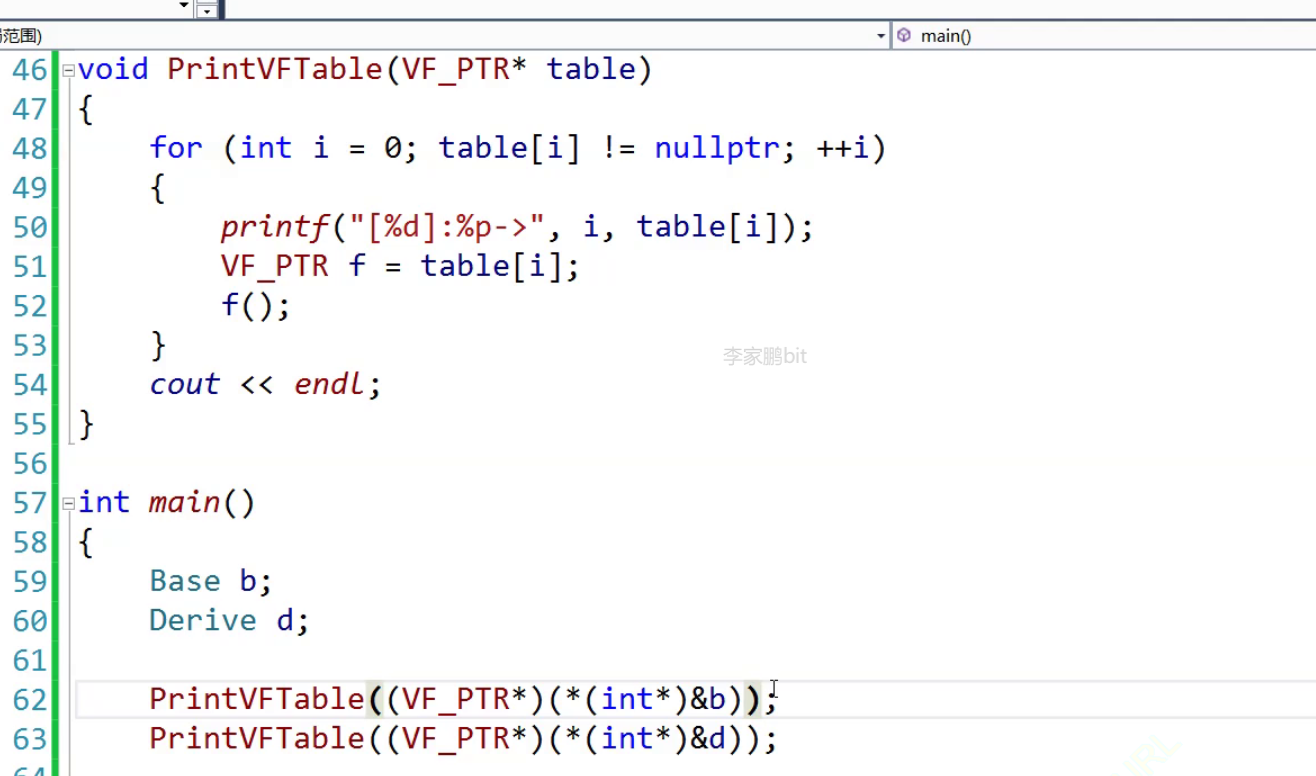 局范围) main()
46 void PrintVFTable(VF_PTR* table)
47 {
48 for (int i = 0; table[i] != nullptr; ++i)
49 {
50 printf("[%d]:%p->", i, table[i]);
51 VF_PTR f = table[i];
52 f();
53 }
李家鹏bit
54 cout << endl;
55 }
56
57 int main()
58 {
59 Base b;
60 Derive d;
61
62 PrintVFTable((VF_PTR*)(*(int*)&b));
63 PrintVFTable((VF_PTR*)(*(int*)&d));
64